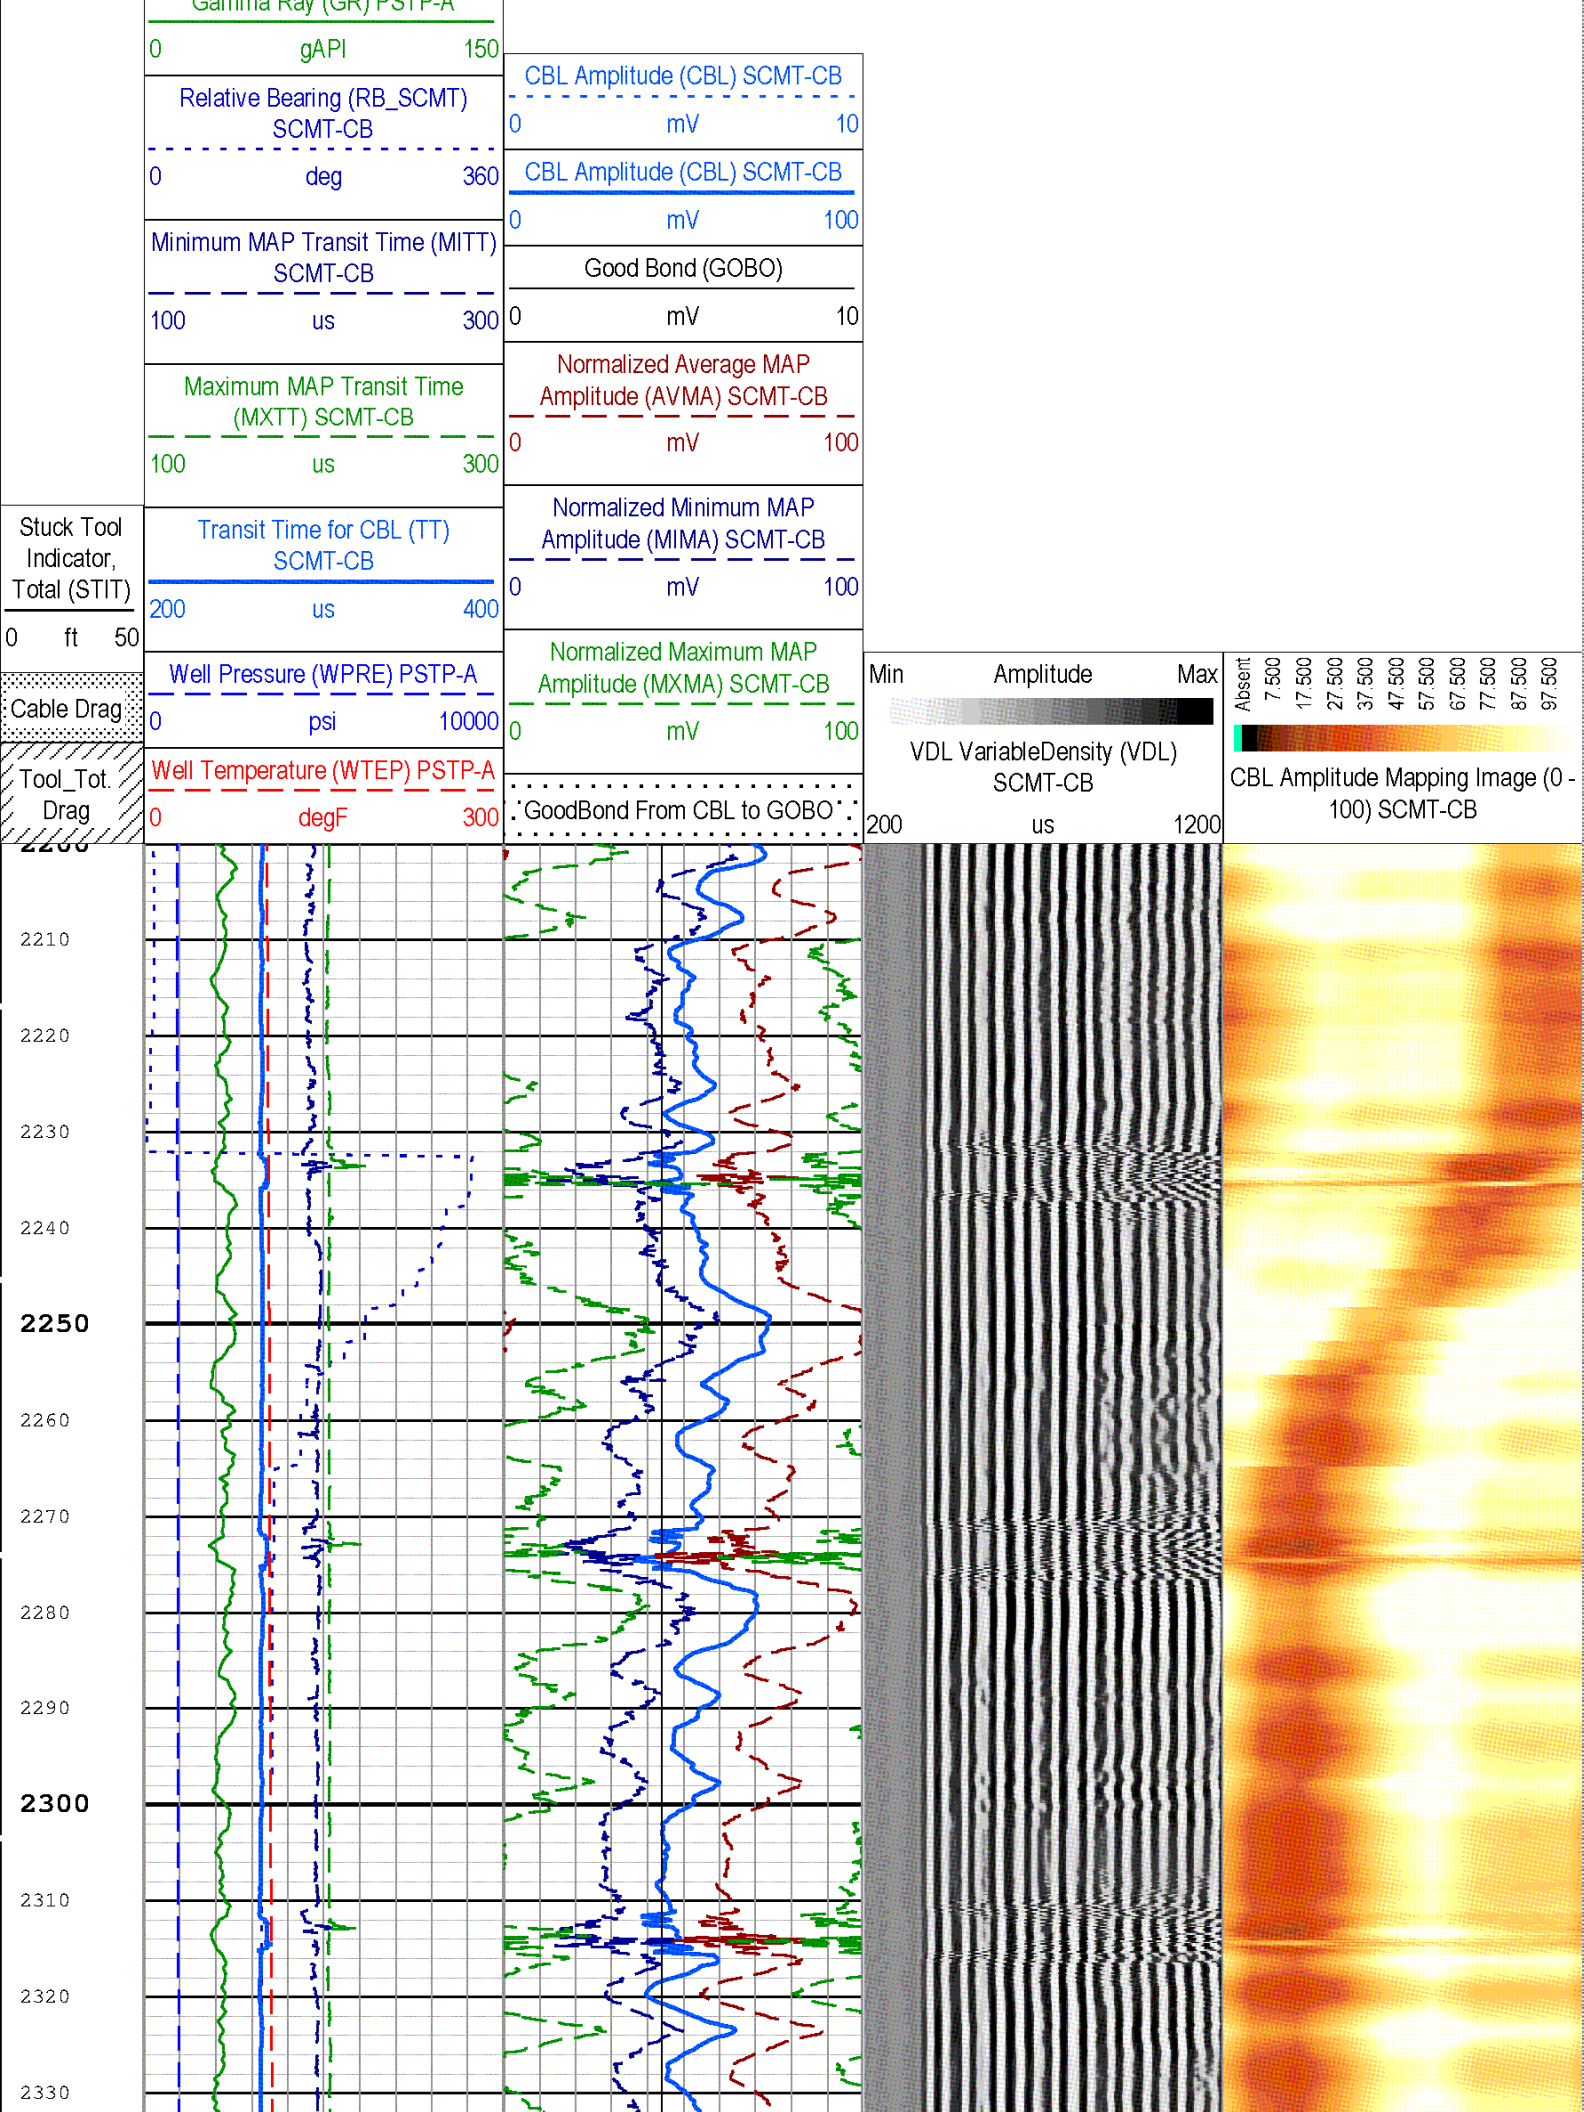 Gamma Ray (GR) PSTP-A
0 gAPI 150
Relative Bearing (RB_SCMT)
SCMT-CB
0 deg 360
Minimum MAP Transit Time (MITT)
SCMT-CB
100 us 300
Maximum MAP Transit Time
(MXTT) SCMT-CB
100 us 300
Stuck Tool
Indicator,
Total (STIT)
0 ft 50
Cable Drag
Tool_Tot.
Drag
Transit Time for CBL (TT)
SCMT-CB
200 us 400
Well Pressure (WPRE) PSTP-A
0 psi 10000
Well Temperature (WTEP) PSTP-A
0 degF 300
CBL Amplitude (CBL) SCMT-CB
0 mV 10
CBL Amplitude (CBL) SCMT-CB
0 mV 100
Good Bond (GOBO)
0 mV 10
Normalized Average MAP
Amplitude (AVMA) SCMT-CB
0 mV 100
Normalized Minimum MAP
Amplitude (MIMA) SCMT-CB
0 mV 100
Normalized Maximum MAP
Amplitude (MXMA) SCMT-CB
0 mV 100
GoodBond From CBL to GOBO
Min Amplitude Max
VDL VariableDensity (VDL)
SCMT-CB
200 us 1200
Absent
7.500
17.500
27.500
37.500
47.500
57.500
67.500
77.500
87.500
97.500
CBL Amplitude Mapping Image (0 -
100) SCMT-CB
2200
2210
2220
2230
2240
2250
2260
2270
2280
2290
2300
2310
2320
2330